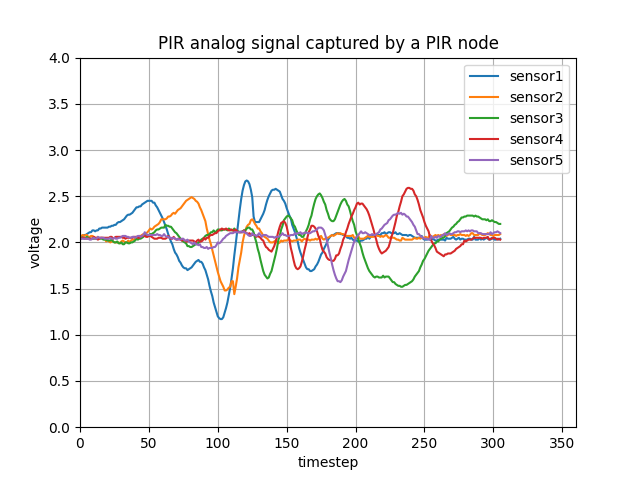 PIR analog signal captured by a PIR node
4.0
3.5
3.0
2.5
2.0
1.5
1.0
0.5
0.0
voltage
sensor1
sensor2
sensor3
sensor4
sensor5
0 50 100 150 200 250 300 350
timestep